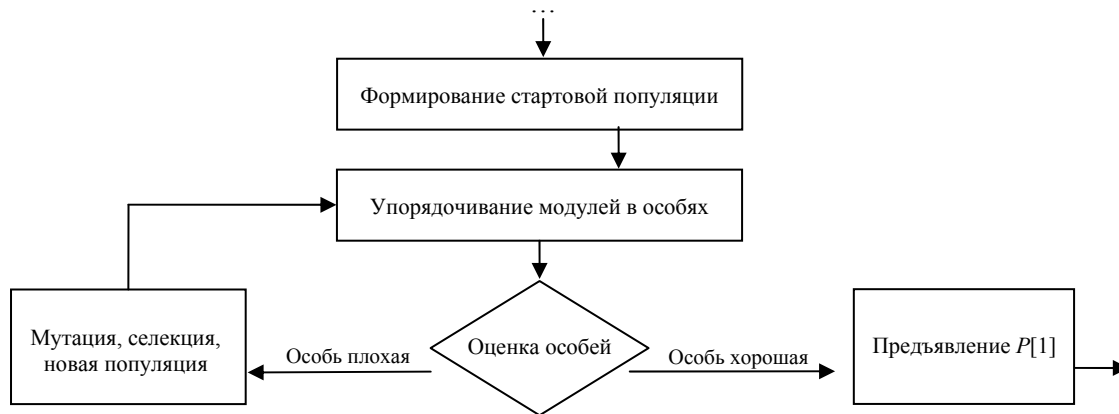 ...
Формирование стартовой популяции
Упорядочивание модулей в особях
Мутация, селекция,
новая популяция
Особь плохая
Оценка особей
Особь хорошая
Предъявление P[1]